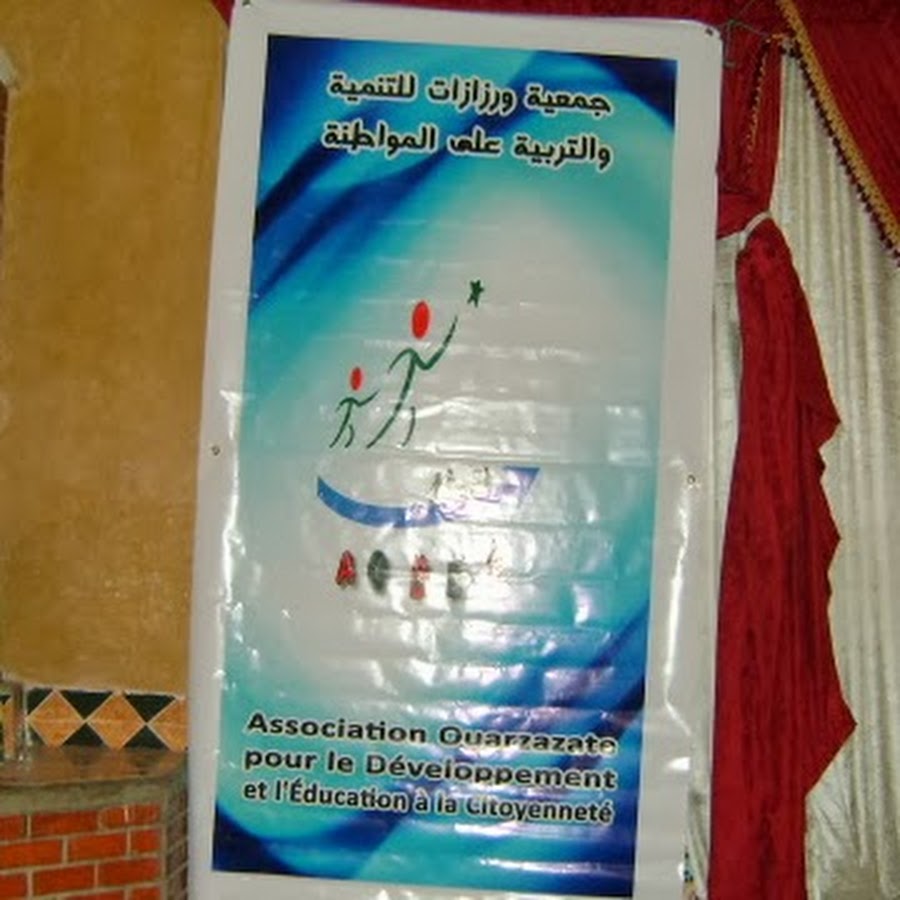 جمعية ورزازات للتنمية
والتربية على المواطنة
Association Ouarzazate
pour le Développement
et l'Éducation à la Citoyenneté